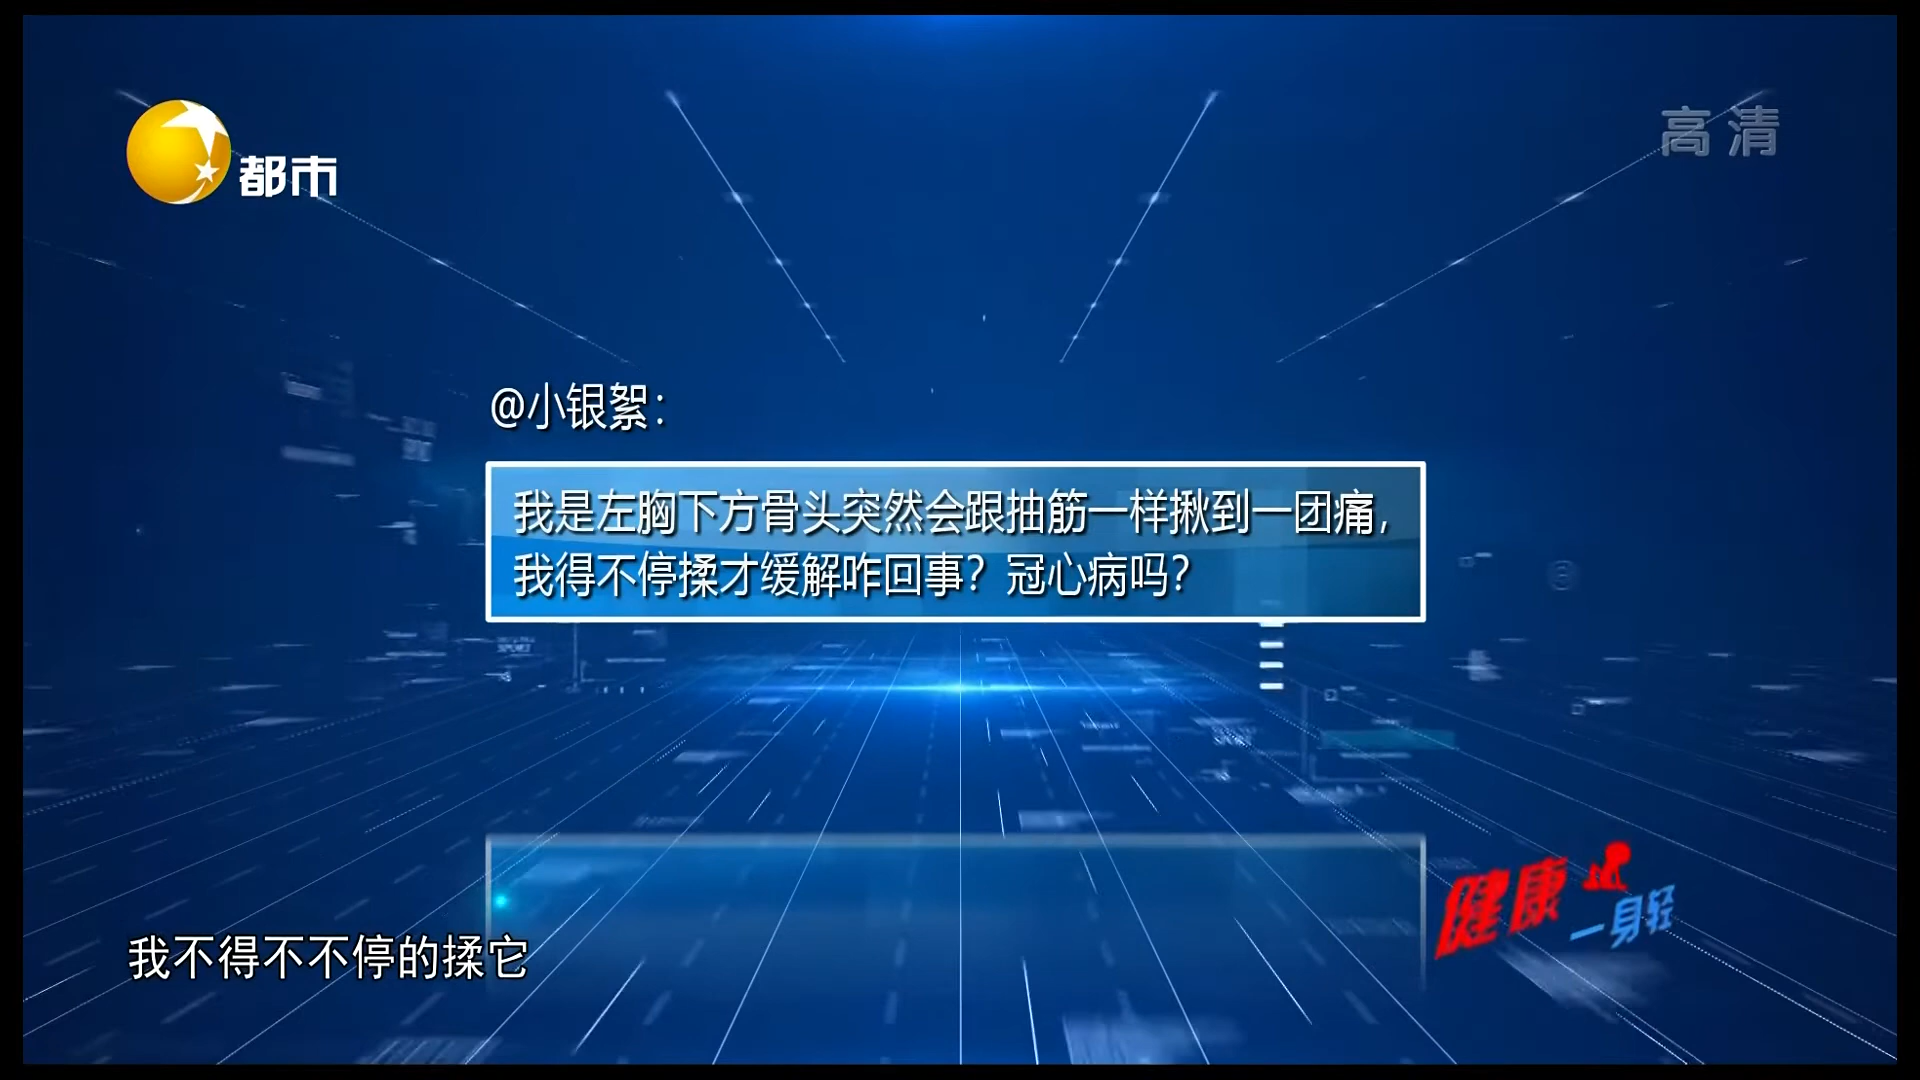 都市
高清
@小银絮：
我是左胸下方骨头突然会跟抽筋一样揪到一团痛，
我得不停揉才缓解咋回事？冠心病吗？
健康
一身轻
我不得不不停的揉它